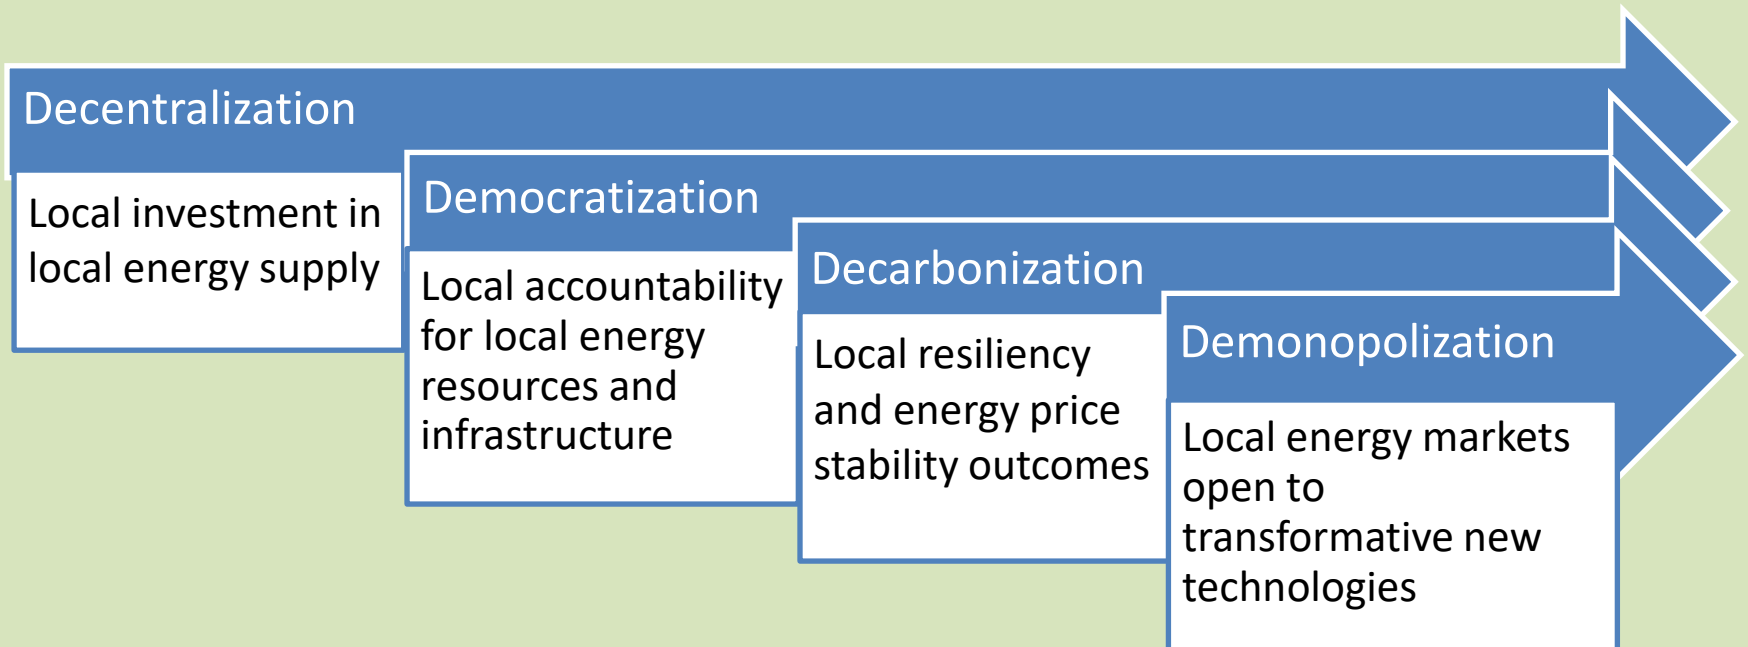 Decentralization
Local investment in
local energy supply
Democratization
Local accountability
for local energy
resources and
infrastructure
Decarbonization
Local resiliency
and energy price
stability outcomes
Demonopolization
Local energy markets
open to
transformative new
technologies